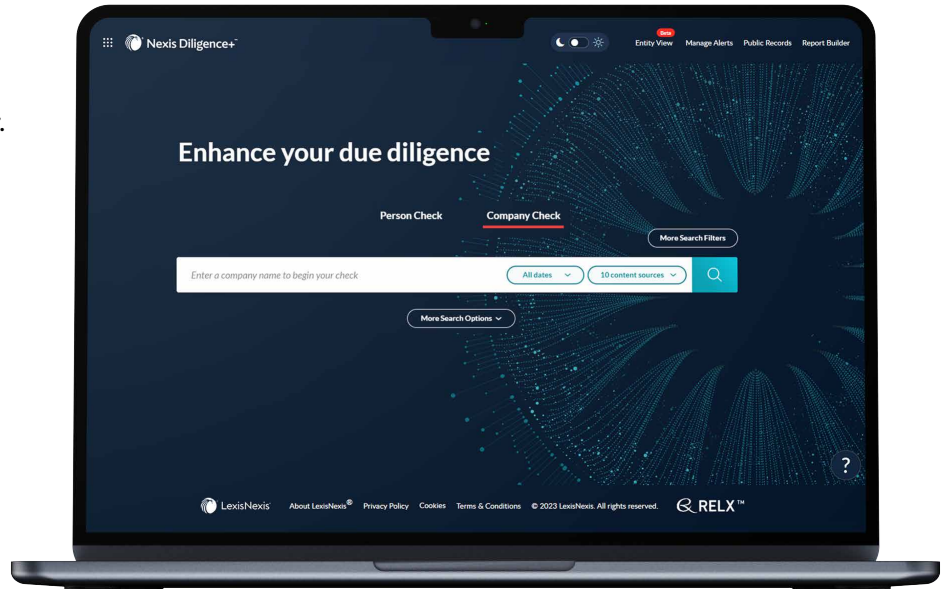 Nexis Diligence+™
Beta
Entity View Manage Alerts Public Records Report Builder
Enhance your due diligence
Person Check Company Check
More Search Filters
Enter a company name to begin your check All dates 10 content sources
More Search Options
?
LexisNexis® About LexisNexis® Privacy Policy Cookies Terms & Conditions © 2023 LexisNexis. All rights reserved. RELX™